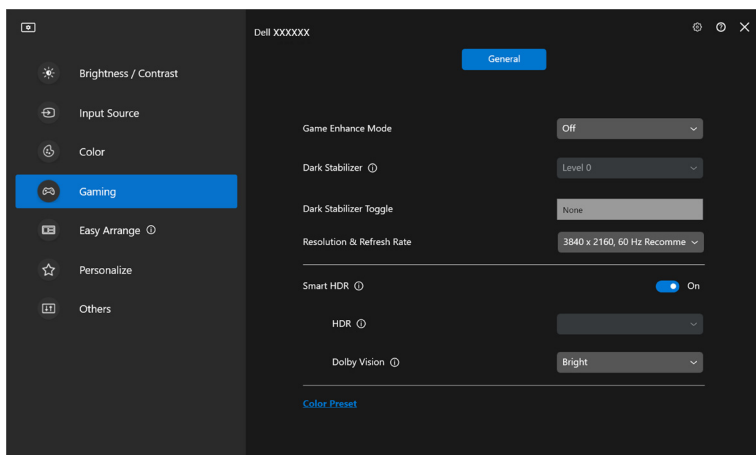 Dell XXXXXX
General
Brightness / Contrast
Input Source
Color
Gaming
Easy Arrange
Personalize
Others
Game Enhance Mode
Off
Dark Stabilizer
Level 0
Dark Stabilizer Toggle
None
Resolution & Refresh Rate
3840 x 2160, 60 Hz Recomme
Smart HDR
On
HDR
Dolby Vision
Bright
Color Preset